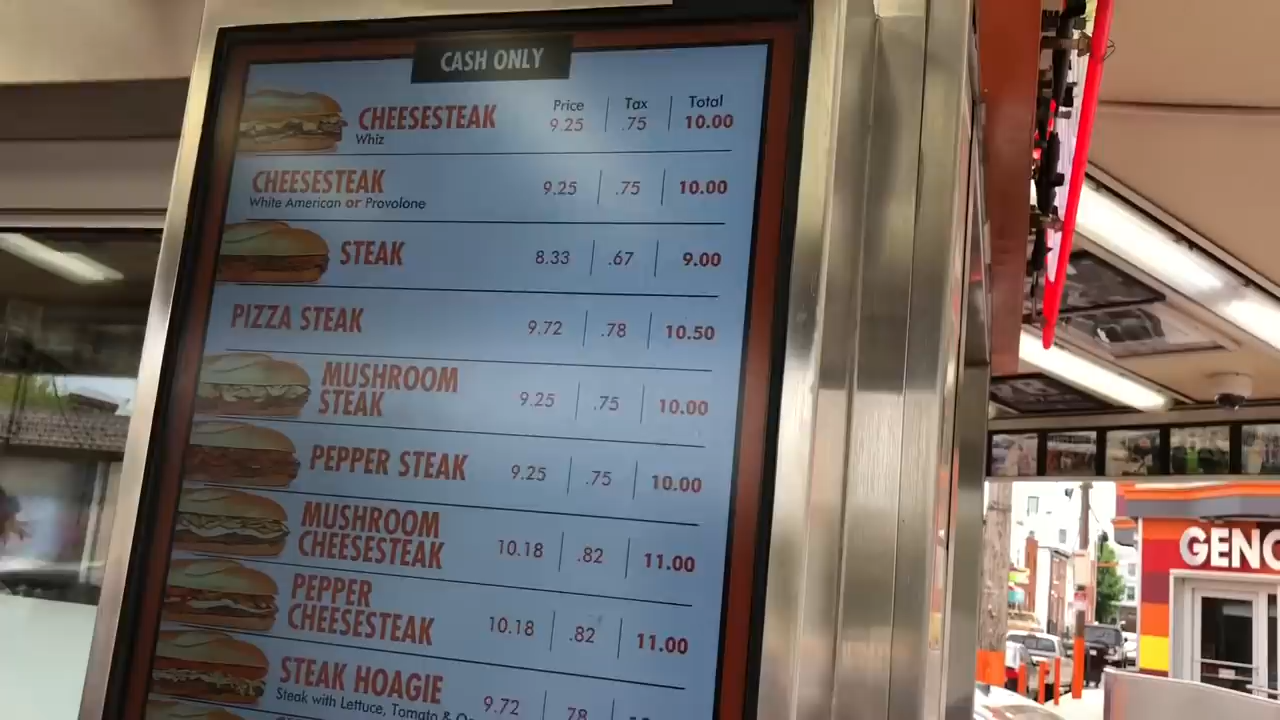 CASH ONLY
Price | Tax | Total
CHEESESTEAK 9.25 | .75 | 10.00
Whiz
CHEESESTEAK 9.25 | .75 | 10.00
White American or Provolone
STEAK 8.33 | .67 | 9.00
PIZZA STEAK 9.72 | .78 | 10.50
MUSHROOM
STEAK 9.25 | .75 | 10.00
PEPPER STEAK 9.25 | .75 | 10.00
MUSHROOM
CHEESESTEAK 10.18 | .82 | 11.00
PEPPER
CHEESESTEAK 10.18 | .82 | 11.00
STEAK HOAGIE 9.72 | .78
Steak with Lettuce, Tomato &
GENO